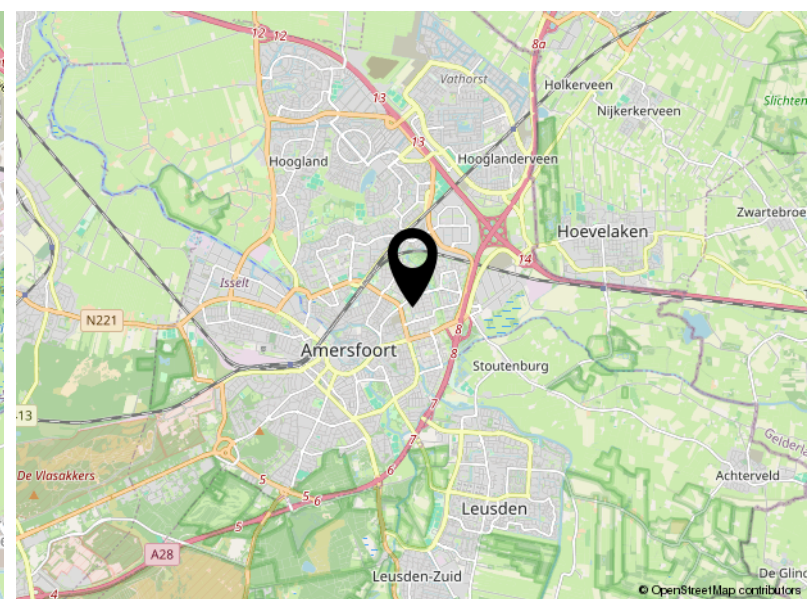 12 12
8a
Vathorst
Holkerveen
13
Nijkerkerveen
Slichten
13
Hooglanderveen
Hoogland
Zwartebroe
Hoevelaken
14
Isselt
N221
8
Amersfoort
8
Stoutenburg
7
-13
7
Gelderla
6
De Vlasakkers
5
5 6
Achterveld
Leusden
5
A28
De Glind
Leusden-Zuid
4
© OpenStreetMap contributors